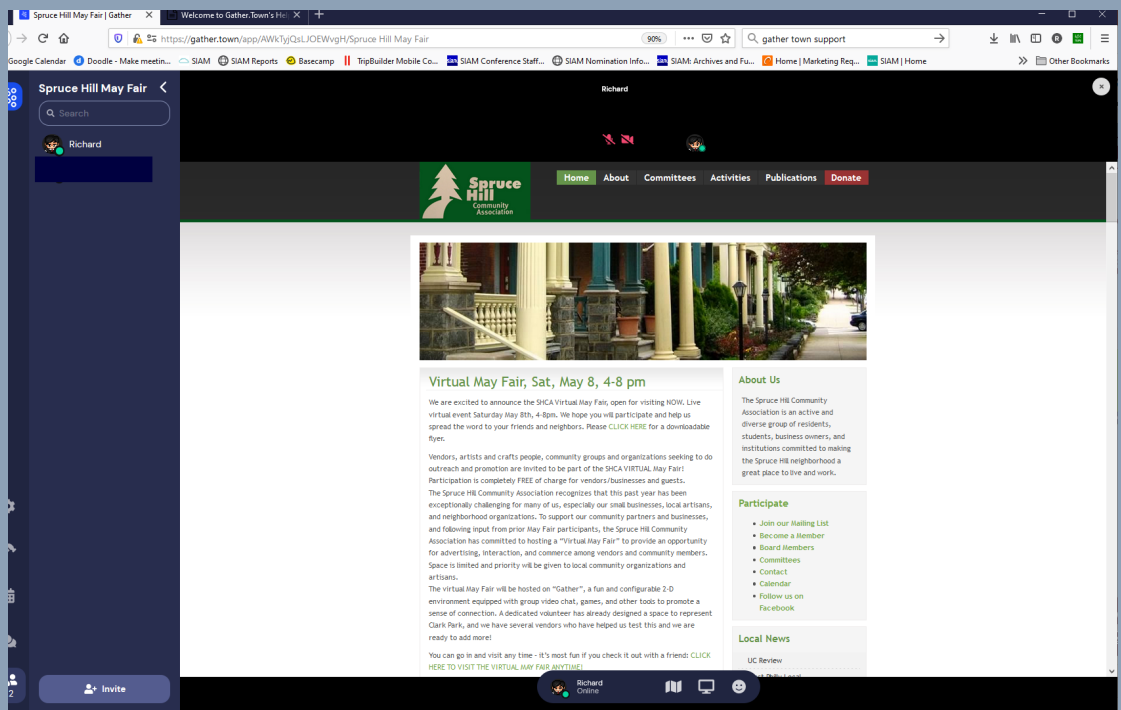 Spruce Hill May Fair | Gather
Welcome to Gather.Town's Hel
https://gather.town/app/AWkTyjQsLJOEWvgH/Spruce Hill May Fair
90%
gather town support
Google Calendar
Doodle - Make meetin...
SIAM
SIAM Reports
Basecamp
TripBuilder Mobile Co...
SIAM Conference Staff...
SIAM Nomination Info...
SIAM: Archives and Fu...
Home | Marketing Req...
SIAM | Home
Other Bookmarks
Spruce Hill May Fair
Search
Richard
Richard
Spruce
Hill
Community
Association
Home
About
Committees
Activities
Publications
Donate
Virtual May Fair, Sat, May 8, 4-8 pm
We are excited to announce the SHCA Virtual May Fair, open for visiting NOW. Live
virtual event Saturday May 8th, 4-8pm. We hope you will participate and help us
spread the word to your friends and neighbors. Please CLICK HERE for a downloadable
flyer.
Vendors, artists and crafts people, community groups and organizations seeking to do
outreach and promotion are invited to be part of the SHCA VIRTUAL May Fair!
Participation is completely FREE of charge for vendors/businesses and guests.
The Spruce Hill Community Association recognizes that this past year has been
exceptionally challenging for many of us, especially our small businesses, local artisans,
and neighborhood organizations. To support our community partners and businesses,
and following input from prior May Fair participants, the Spruce Hill Community
Association has committed to hosting a “Virtual May Fair” to provide an opportunity
for advertising, interaction, and commerce among vendors and community members.
Space is limited and priority will be given to local community organizations and
artisans.
The virtual May Fair will be hosted on “Gather”, a fun and configurable 2-D
environment equipped with group video chat, games, and other tools to promote a
sense of connection. A dedicated volunteer has already designed a space to represent
Clark Park, and we have several vendors who have helped us test this and we are
ready to add more!
You can go in and visit any time - it's most fun if you check it out with a friend: CLICK
HERE TO VISIT THE VIRTUAL MAY FAIR ANYTIME!
About Us
The Spruce Hill Community
Association is an active and
diverse group of residents,
students, business owners, and
institutions committed to making
the Spruce Hill neighborhood a
great place to live and work.
Participate
Join our Mailing List
Become a Member
Board Members
Committees
Contact
Calendar
Follow us on
Facebook
Local News
UC Review
2
Invite
Richard
Online